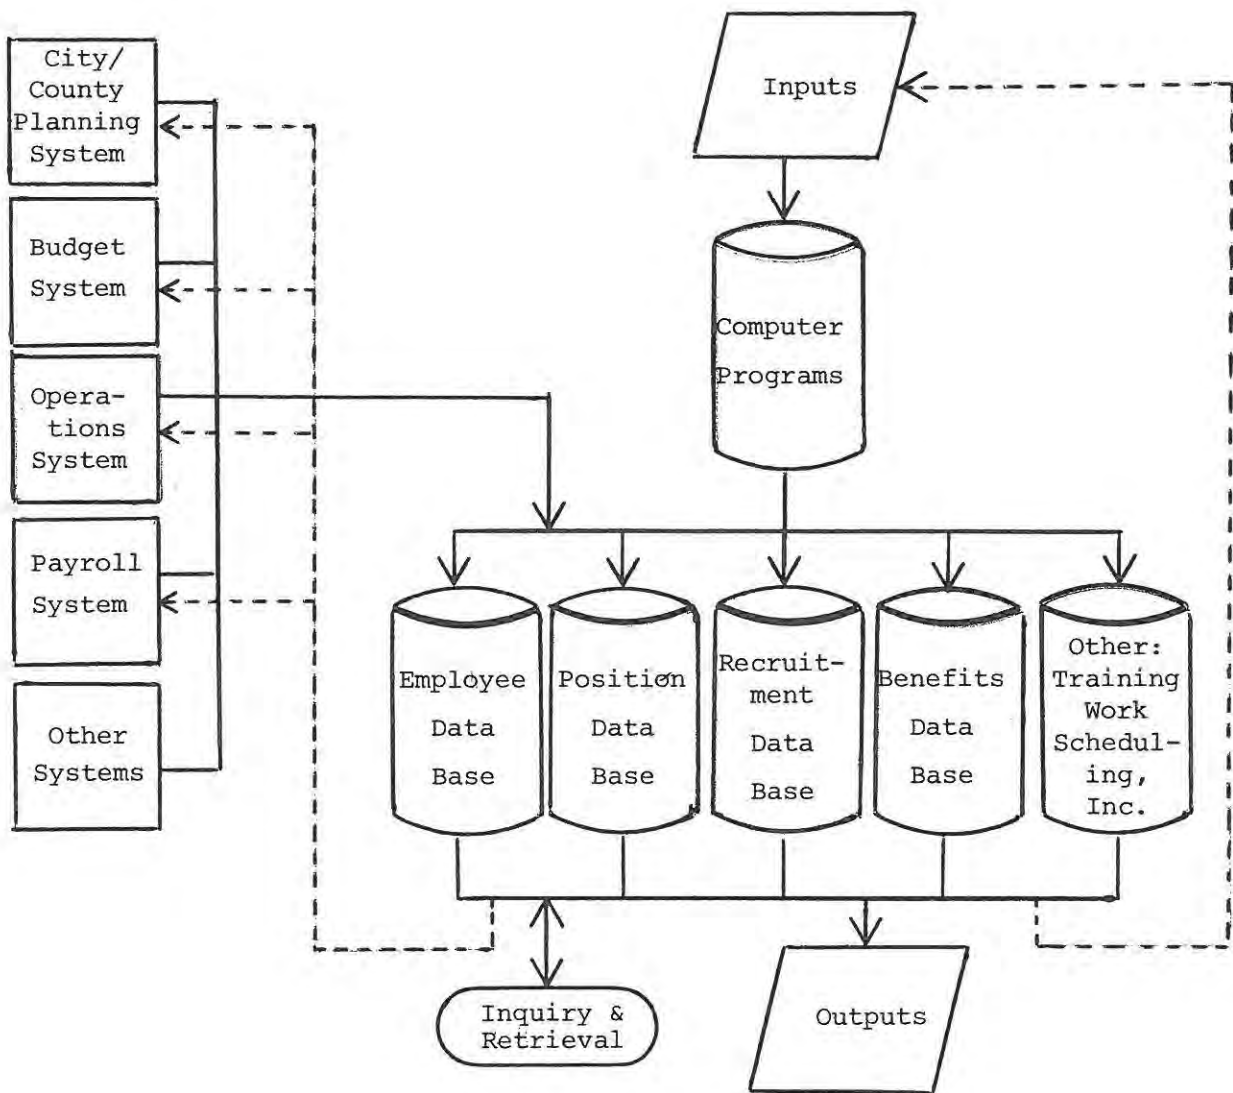 City/
County
Planning
System
Budget
System
Opera-
tions
System
Payroll
System
Other
Systems
Inputs
Computer
Programs
Employee
Data
Base
Position
Data
Base
Recruit-
ment
Data
Base
Benefits
Data
Base
Other:
Training
Work
Schedul-
ing,
Inc.
Inquiry &
Retrieval
Outputs